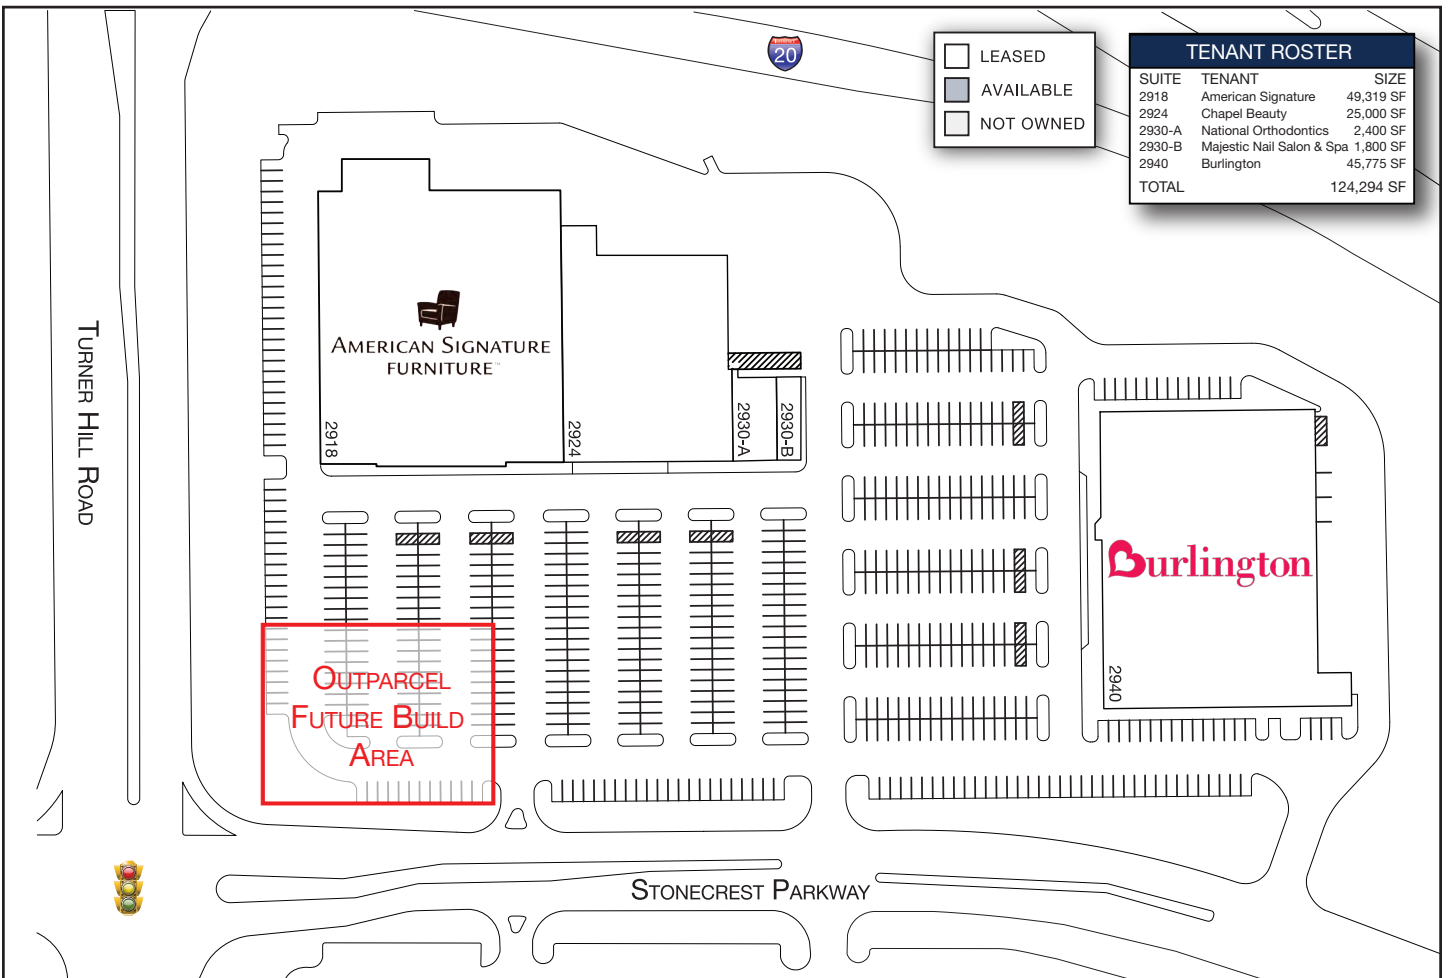 20
LEASED
AVAILABLE
NOT OWNED
TENANT ROSTER
SUITE TENANT SIZE
2918 American Signature 49,319 SF
2924 Chapel Beauty 25,000 SF
2930-A National Orthodontics 2,400 SF
2930-B Majestic Nail Salon & Spa 1,800 SF
2940 Burlington 45,775 SF
TOTAL 124,294 SF
TURNER HILL ROAD
AMERICAN SIGNATURE
FURNITURE™
2918
2924
2930-A
2930-B
Burlington
2940
OUTPARCEL
FUTURE BUILD
AREA
STONECREST PARKWAY